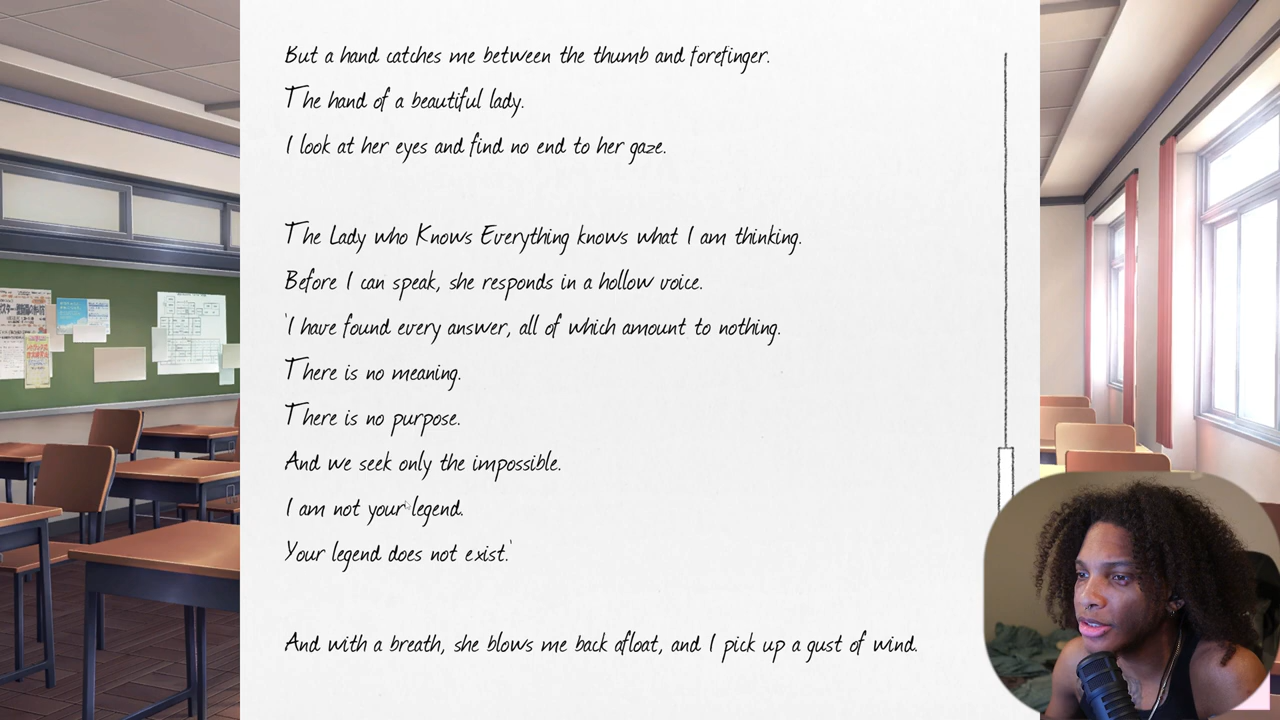 But a hand catches me between the thumb and forefinger.
The hand of a beautiful lady.
I look at her eyes and find no end to her gaze.
The Lady who Knows Everything knows what I am thinking.
Before I can speak, she responds in a hollow voice.
'I have found every answer, all of which amount to nothing.
There is no meaning.
There is no purpose.
And we seek only the impossible.
I am not your legend.
Your legend does not exist.'
And with a breath, she blows me back afloat, and I pick up a gust of wind.